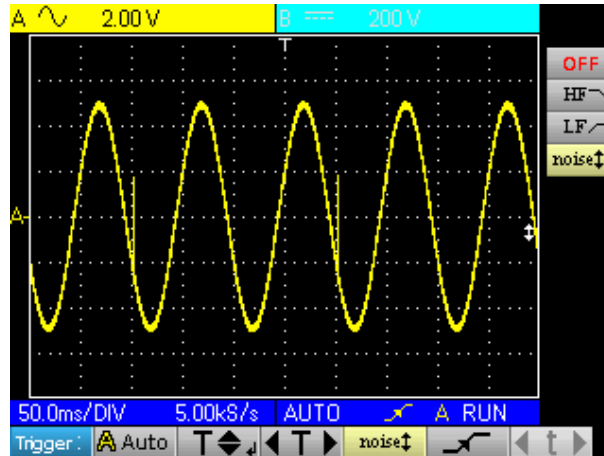 A 2.00 V B 200 V
T
OFF
HF
LF
noise
A
50.0ms/DIV 5.00kS/s AUTO A RUN
Trigger: A Auto T T noise t